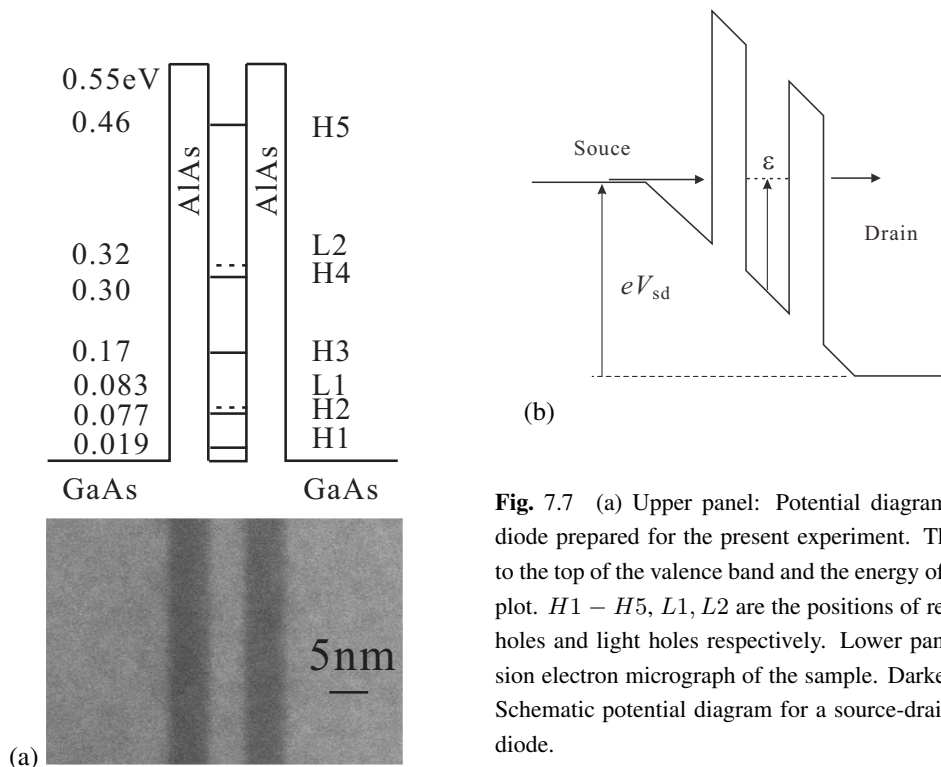 0.55eV
0.46
0.32
0.30
0.17
0.083
0.077
0.019
AlAs
AlAs
H5
L2
H4
H3
L1
H2
H1
GaAs
GaAs
5nm
(a)
Souce
ε
Drain
eVsd
(b)
Fig. 7.7 (a) Upper panel: Potential diagram
diode prepared for the present experiment. Th
to the top of the valence band and the energy of
plot. H1 − H5, L1, L2 are the positions of re
holes and light holes respectively. Lower pan
sion electron micrograph of the sample. Darke
Schematic potential diagram for a source-drai
diode.